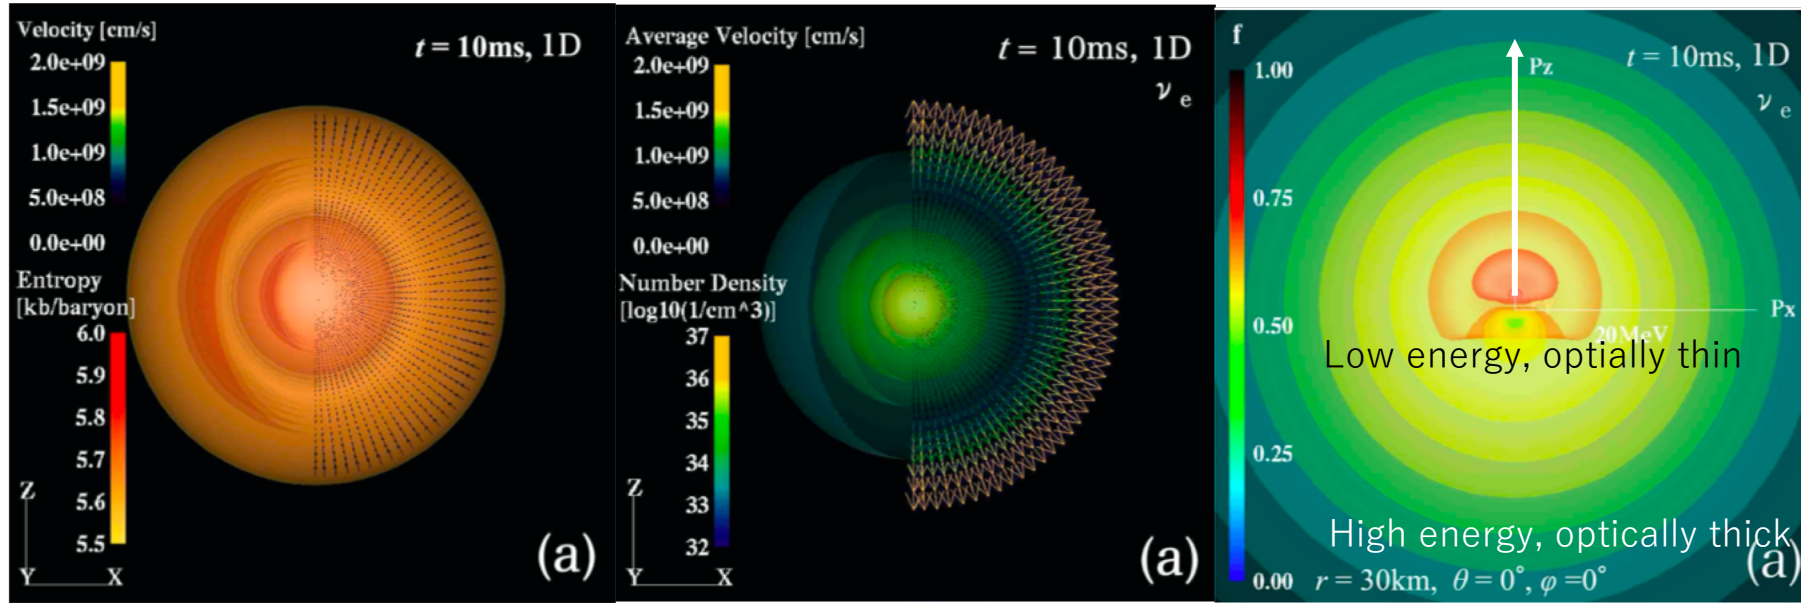 Velocity [cm/s]
t = 10ms, 1D
2.0e+09
1.5e+09
1.0e+09
5.0e+08
0.0e+00
Entropy
[kb/baryon]
6.0
5.9
5.8
5.7
5.6
5.5
Z
Y
X
(a)
Average Velocity [cm/s]
t = 10ms, 1D
ν e
2.0e+09
1.5e+09
1.0e+09
5.0e+08
0.0e+00
Number Density
[log10(1/cm^3)]
37
36
35
34
33
32
Z
Y
X
(a)
f
t = 10ms, 1D
ν e
Pz
1.00
0.75
0.50
0.25
0.00
Px
20MeV
Low energy, optially thin
High energy, optically thick
(a)
r = 30km, θ = 0°, φ =0°